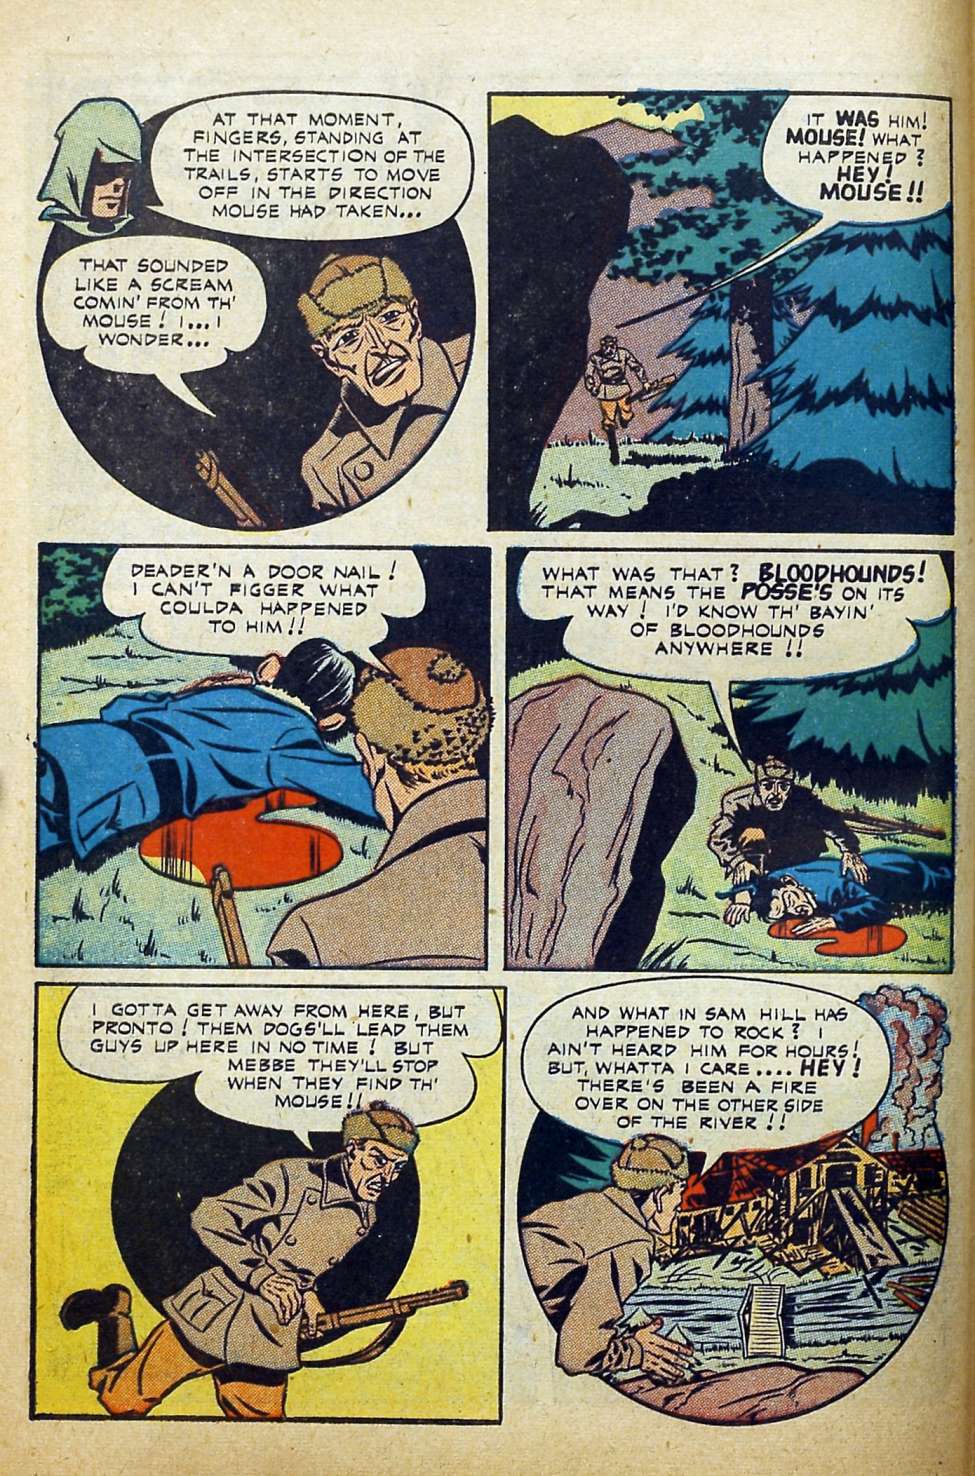 AT THAT MOMENT,
FINGERS, STANDING AT
THE INTERSECTION OF THE
TRAILS, STARTS TO MOVE
OFF IN THE DIRECTION
MOUSE HAD TAKEN...
THAT SOUNDED
LIKE A SCREAM
COMIN' FROM TH'
MOUSE! I... I
WONDER...
IT WAS HIM!
MOUSE! WHAT
HAPPENED?
HEY!
MOUSE!!
DEADER'N A DOOR NAIL!
I CAN'T FIGGER WHAT
COULDA HAPPENED
TO HIM!!
WHAT WAS THAT? BLOODHOUNDS!
THAT MEANS THE POSSE'S ON ITS
WAY! I'D KNOW TH' BAYIN'
OF BLOODHOUNDS
ANYWHERE!!
I GOTTA GET AWAY FROM HERE, BUT
PRONTO! THEM DOGS'LL LEAD THEM
GUYS UP HERE IN NO TIME! BUT
MEBBE THEY'LL STOP
WHEN THEY FIND TH'
MOUSE!!
AND WHAT IN SAM HILL HAS
HAPPENED TO ROCK? I
AIN'T HEARD HIM FOR HOURS!
BUT, WHATTA I CARE.... HEY!
THERE'S BEEN A FIRE
OVER ON THE OTHER SIDE
OF THE RIVER!!